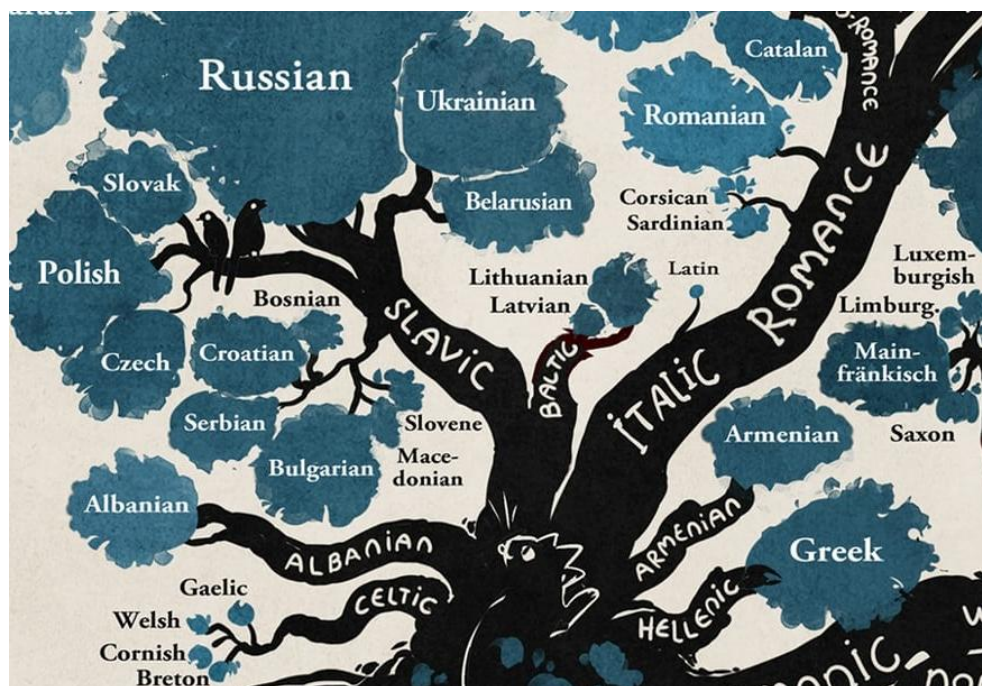 Russian
Ukrainian
Catalan
Romanian
Slovak
Belarusian
Corsican
Sardinian
Polish
Lithuanian
Latvian
Latin
Luxem-
burgish
Limburg.
Bosnian
SLAVIC
BALTIC
ITALIC
ROMANCE
Czech
Croatian
Main-
fränkisch
Serbian
Slovene
Bulgarian
Mace-
donian
Armenian
Saxon
Albanian
ALBANIAN
ARMENIAN
Greek
Gaelic
CELTIC
HELLENIC
Welsh
Cornish
Breton